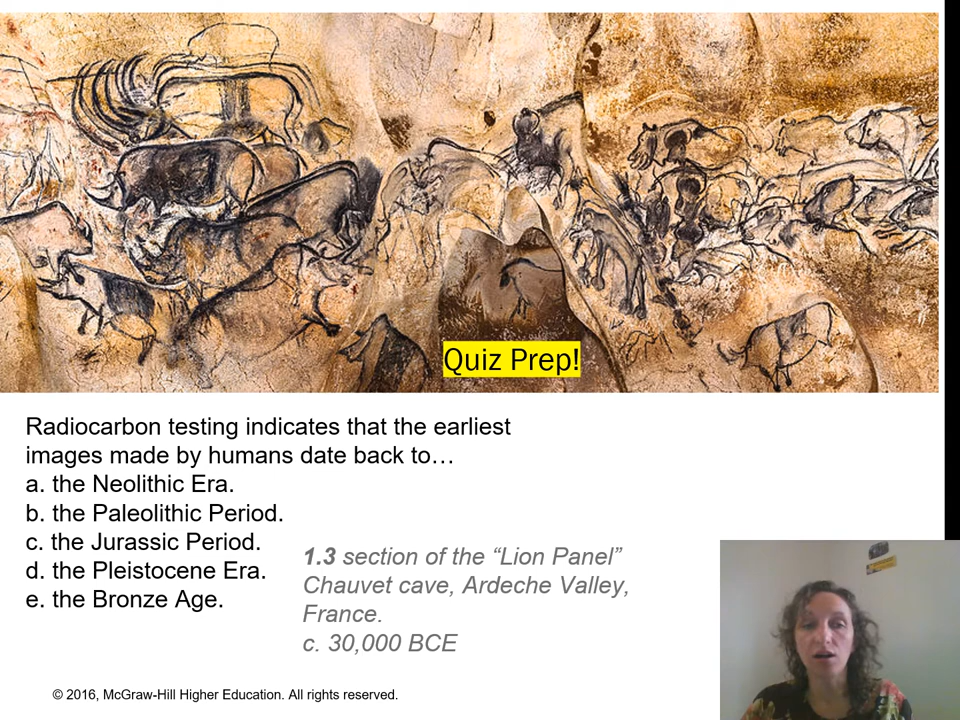 Quiz Prep!
Radiocarbon testing indicates that the earliest
images made by humans date back to…
a. the Neolithic Era.
b. the Paleolithic Period.
c. the Jurassic Period.
d. the Pleistocene Era.
e. the Bronze Age.
1.3 section of the “Lion Panel”
Chauvet cave, Ardeche Valley,
France.
c. 30,000 BCE
© 2016, McGraw-Hill Higher Education. All rights reserved.